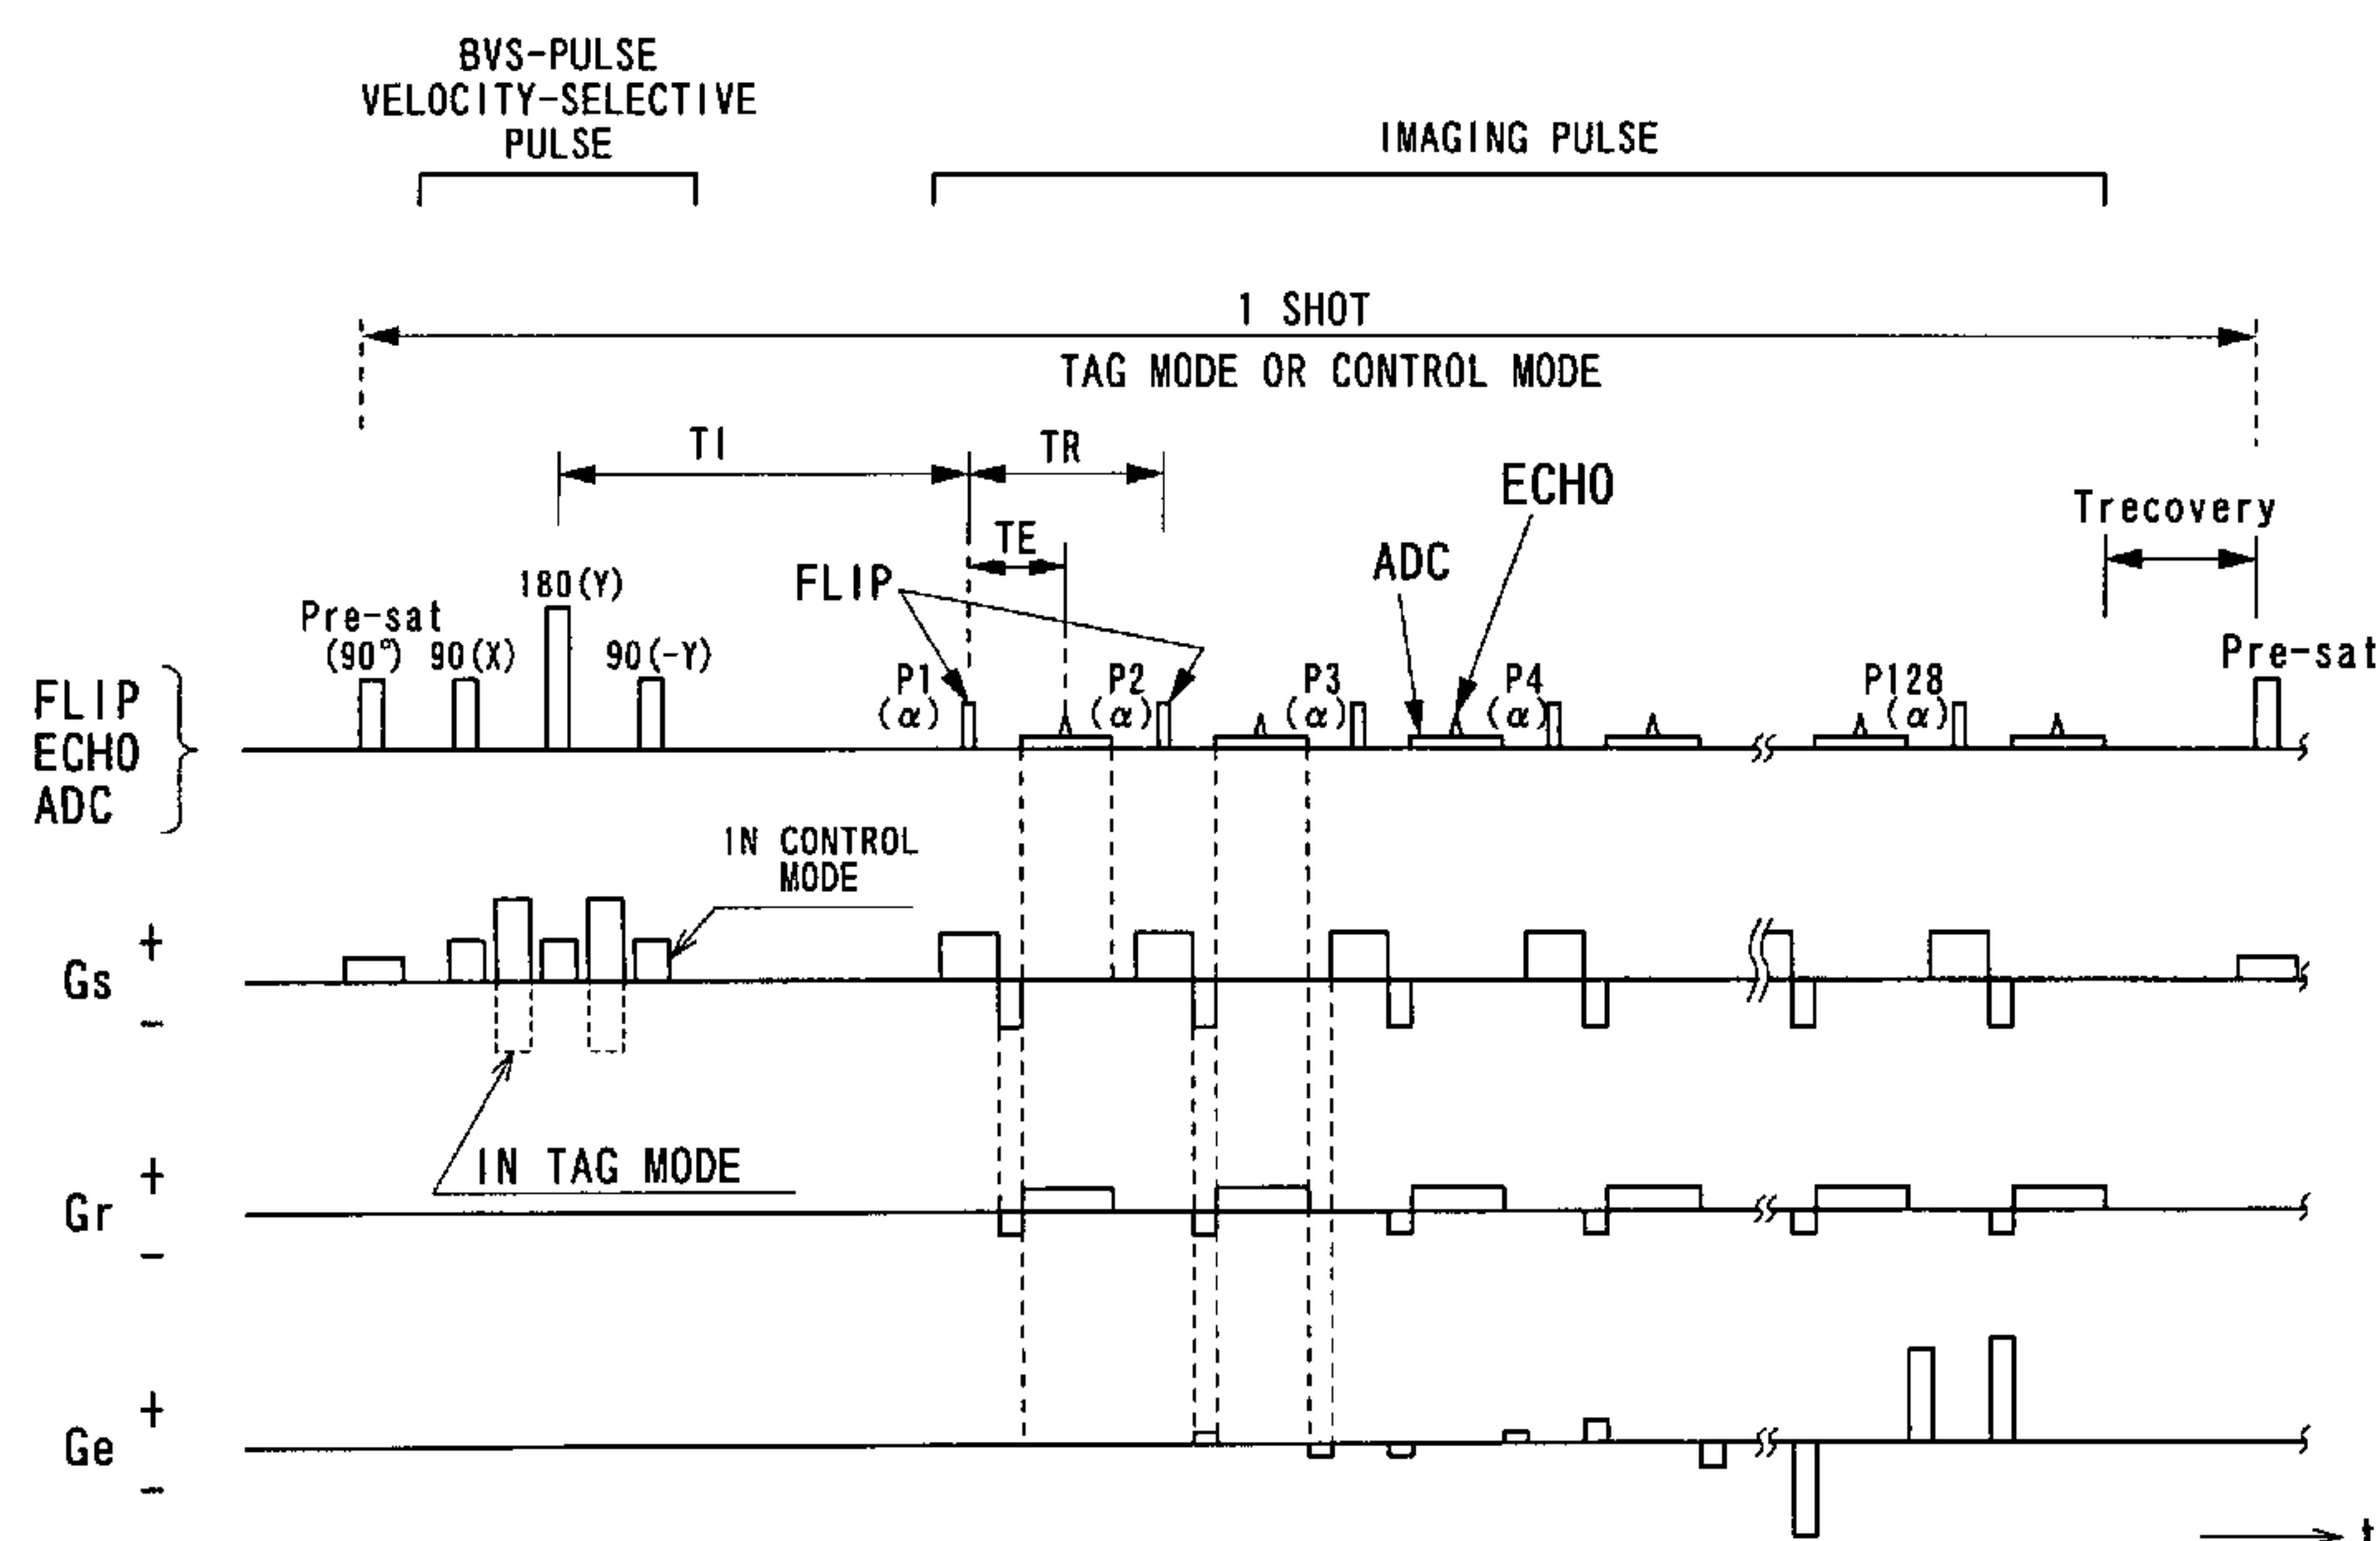 BVS-PULSE
VELOCITY-SELECTIVE
PULSE
IMAGING PULSE
1 SHOT
TAG MODE OR CONTROL MODE
TI
TR
TE
FLIP
ADC
ECHO
Trecovery
Pre-sat
(90°)
90(X)
180(Y)
90(-Y)
P1
(α)
P2
(α)
P3
(α)
P4
(α)
P128
(α)
Pre-sat
FLIP
ECHO
ADC
IN CONTROL
MODE
+
Gs
-
IN TAG MODE
+
Gr
-
+
Ge
-
t